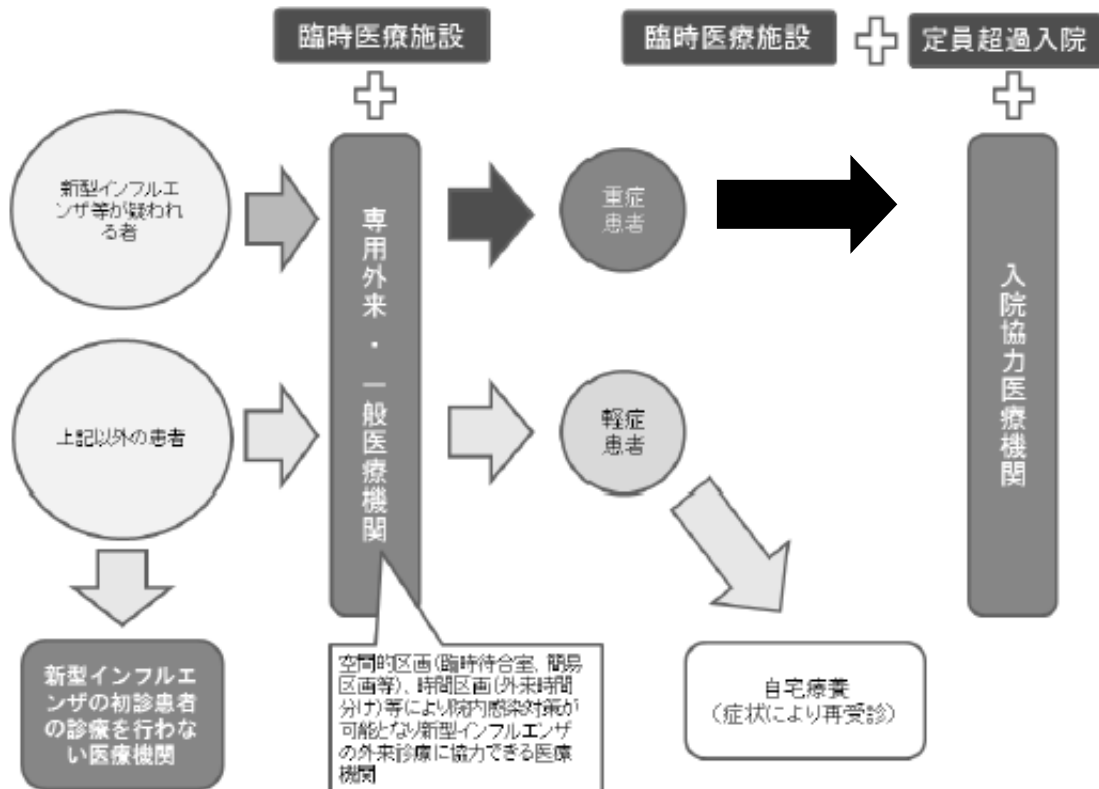 臨時医療施設
臨時医療施設
定員超過入院
新型インフルエ
ンザ等が疑われ
る者
専用外来・一般医療機関
重症
患者
入院協力医療機関
上記以外の患者
軽症
患者
新型インフルエ
ンザの初診患者
の診療を行わな
い医療機関
空間的区画(臨時待合室、簡易
区画等)、時間区画(外来時間
分け)等により院内感染対策が
可能となり新型インフルエンザ
の外来診療に協力できる医療
機関
自宅療養
(症状により再受診)